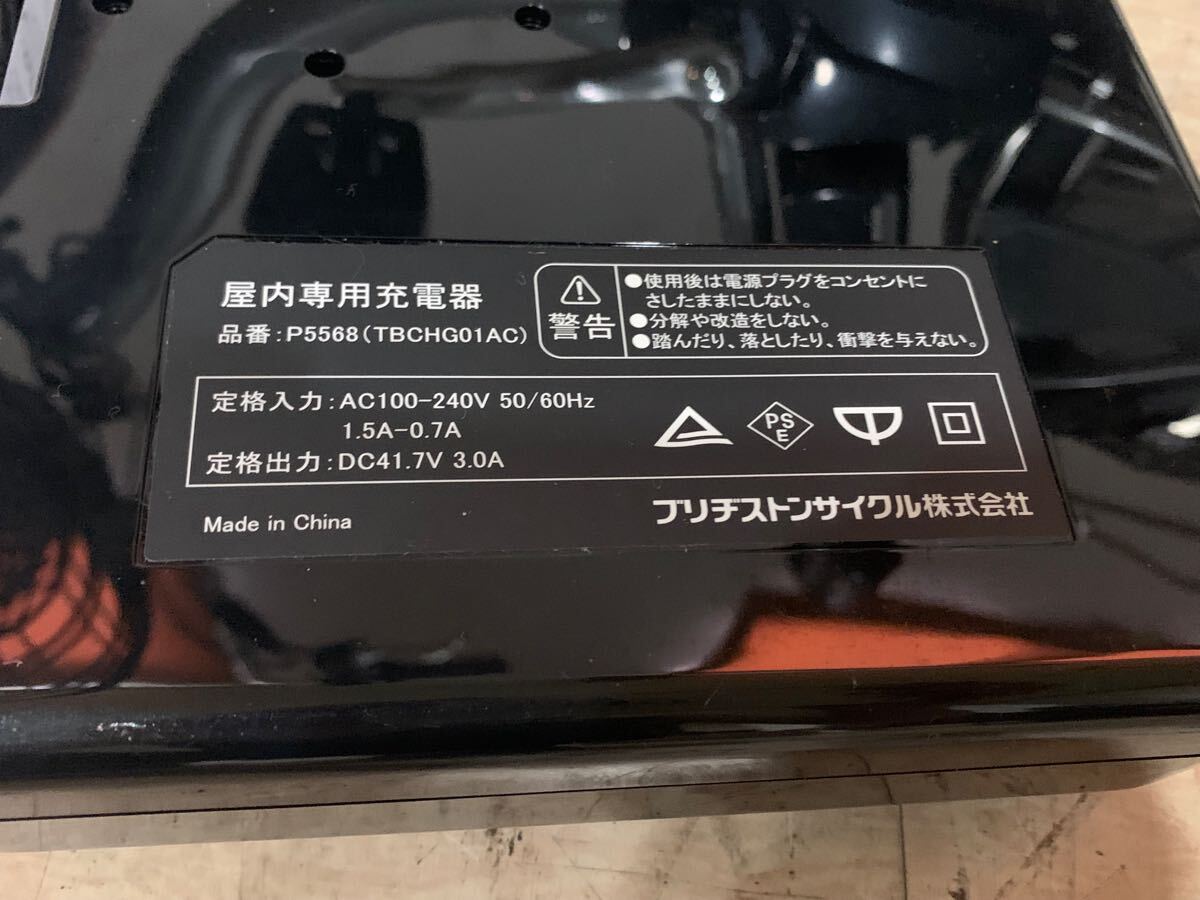 屋内専用充電器
品番:P5568(TBCHG01AC)
警告
●使用後は電源プラグをコンセントに
さしたままにしない。
●分解や改造をしない。
●踏んだり、落としたり、衝撃を与えない。
定格入力:AC100-240V 50/60Hz
1.5A-0.7A
定格出力:DC41.7V 3.0A
PS
E
Made in China
ブリヂストンサイクル株式会社